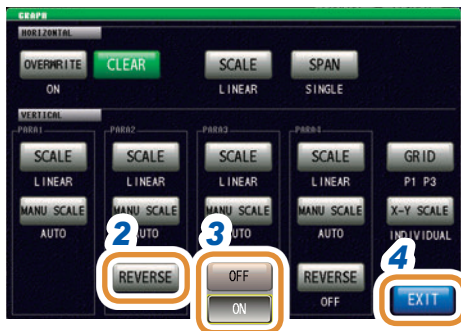 GRAPH
HORIZONTAL
OVERWRITE CLEAR SCALE SPAN
ON LINEAR SINGLE
VERTICAL
PARA1 PARA2 PARA3 PARA4
SCALE SCALE SCALE SCALE GRID
LINEAR LINEAR LINEAR LINEAR P1 P3
MANU SCALE MANU SCALE MANU SCALE MANU SCALE X-Y SCALE
AUTO 2 UTO 3 UTO AUTO INDIVIDUAL
4
REVERSE OFF REVERSE EXIT
ON OFF